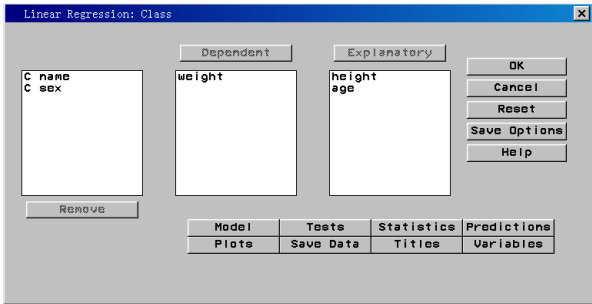 Linear Regression: Class
Dependent
Explanatory
C name
C sex
weight
height
age
OK
Cancel
Reset
Save Options
Help
Remove
Model
Tests
Statistics
Predictions
Plots
Save Data
Titles
Variables